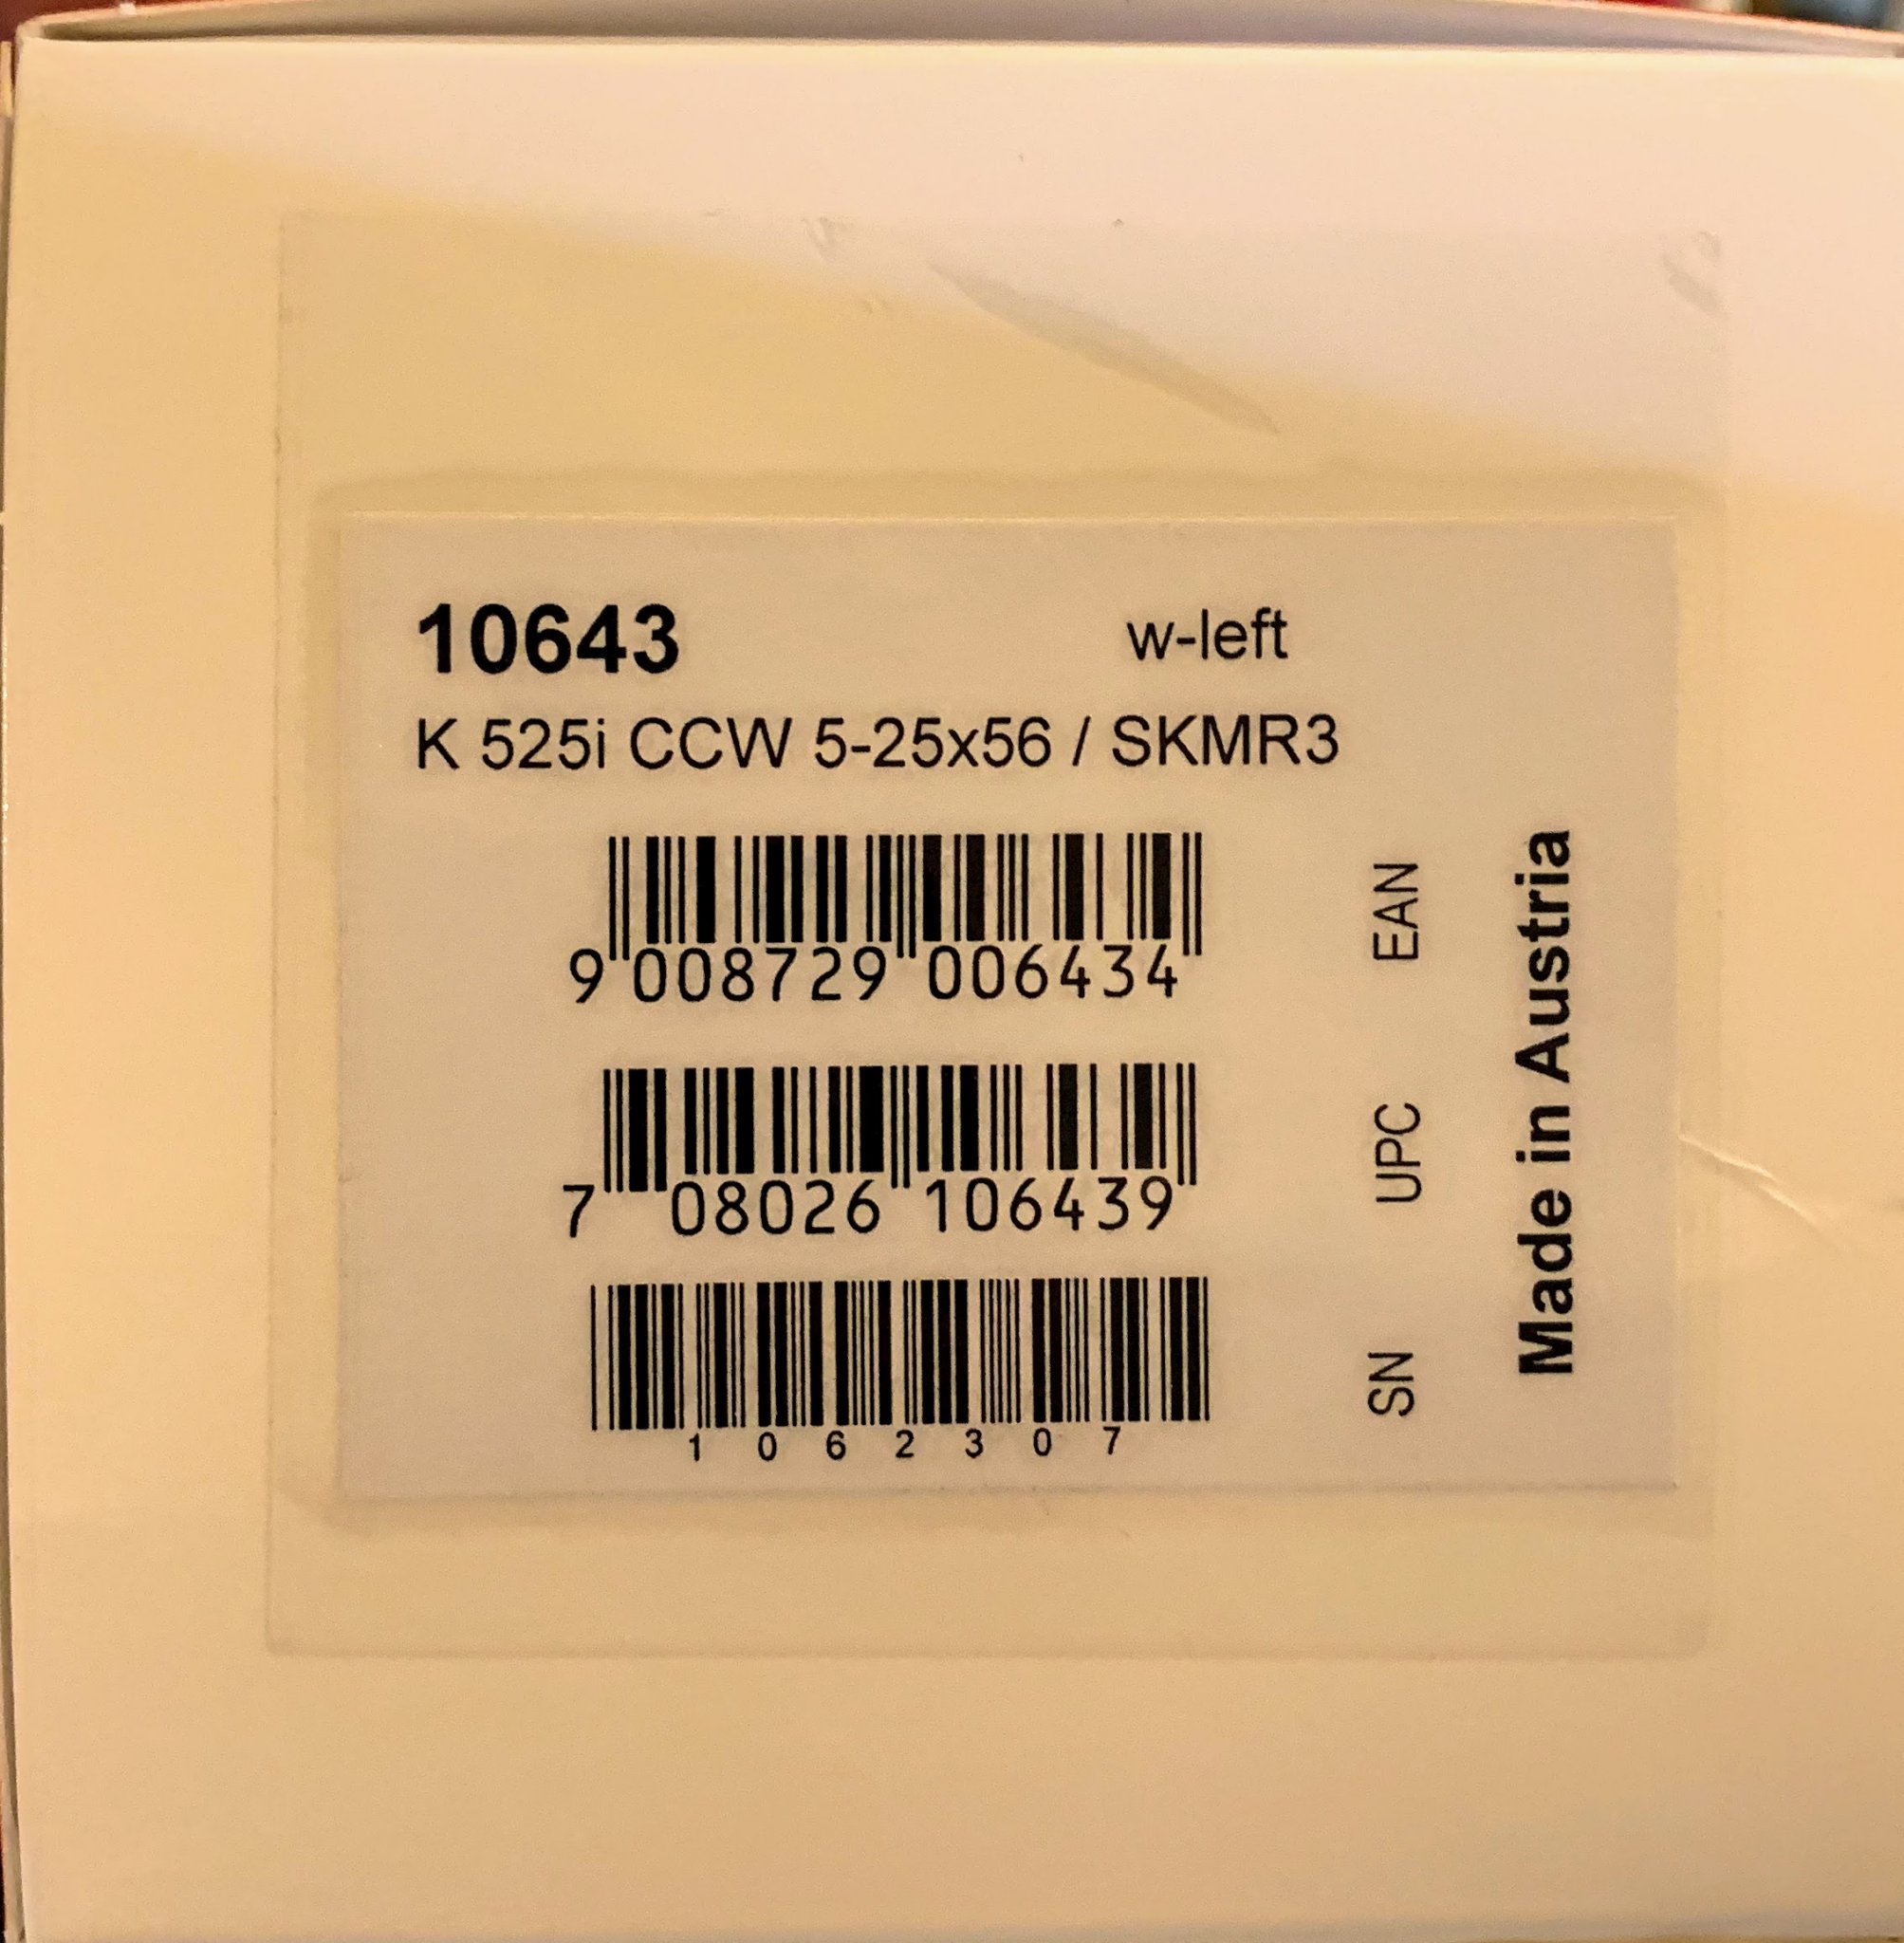 10643 w-left
K 525i CCW 5-25x56 / SKMR3
9 008729 006434 EAN
7 08026 106439 UPC
1062307 SN
Made in Austria